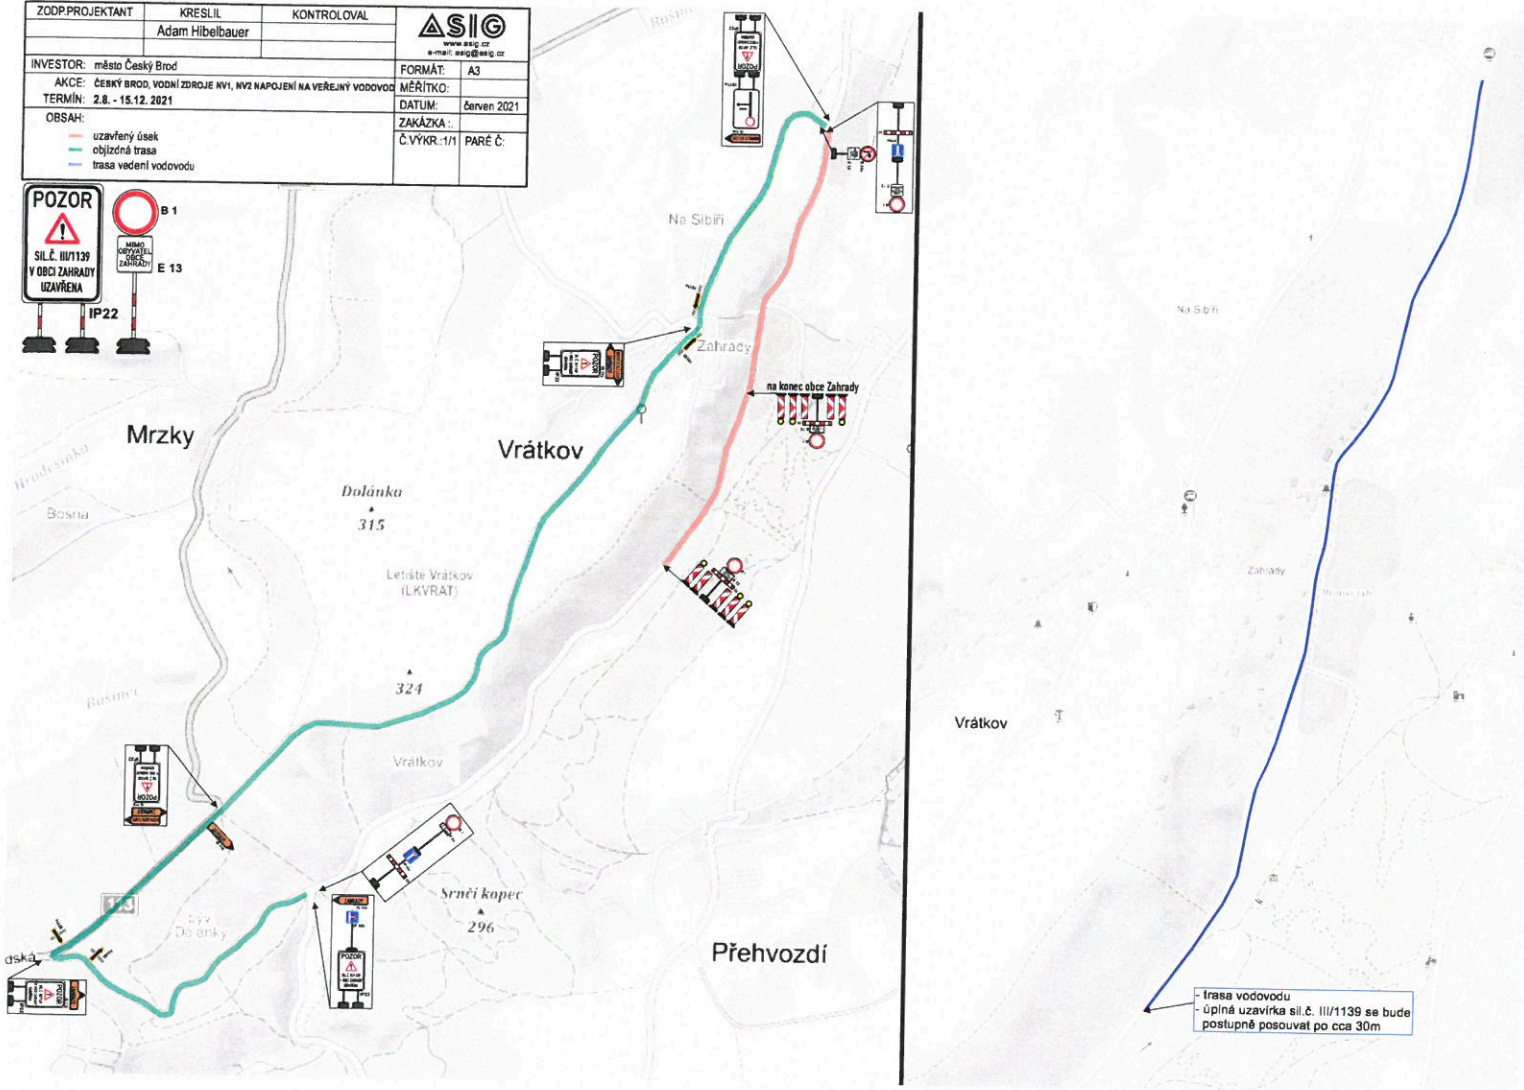 ZODP.PROJEKTANT
KRESLIL
KONTROLOVAL
Adam Hibelbauer
ASIG
www.asig.cz
e-mail: asig@asig.cz
INVESTOR: město Český Brod
AKCE: ČESKÝ BROD, VODNÍ ZDROJE NV1, NV2 NAPOJENÍ NA VEŘEJNÝ VODOVOD
TERMÍN: 2.8. - 15.12. 2021
FORMÁT: A3
MĚŘÍTKO:
DATUM: červen 2021
ZAKÁZKA :.
Č.VÝKR.:1/1 PARÉ Č:
OBSAH:
uzavřený úsek
objízdná trasa
trasa vedení vodovodu
POZOR
SIL.Č. III/1139
V OBCI ZAHRADY
UZAVŘENA
IP22
B 1
MIMO
OBYVATEL
OBCE
ZAHRADY
E 13
Na Sibiři
Zahrady
na konec obce Zahrady
Mrzky
Vrátkov
Dolánka
315
Bosna
Letiště Vrátkov
(LKVRAT)
324
Vrátkov
Srnčí kopec
296
113
Dolánky
dská
POZOR
Přehvozdí
Na Sibiři
Zahrady
Vrátkov
- trasa vodovodu
- úplná uzavírka sil.č. III/1139 se bude
postupně posouvat po cca 30m